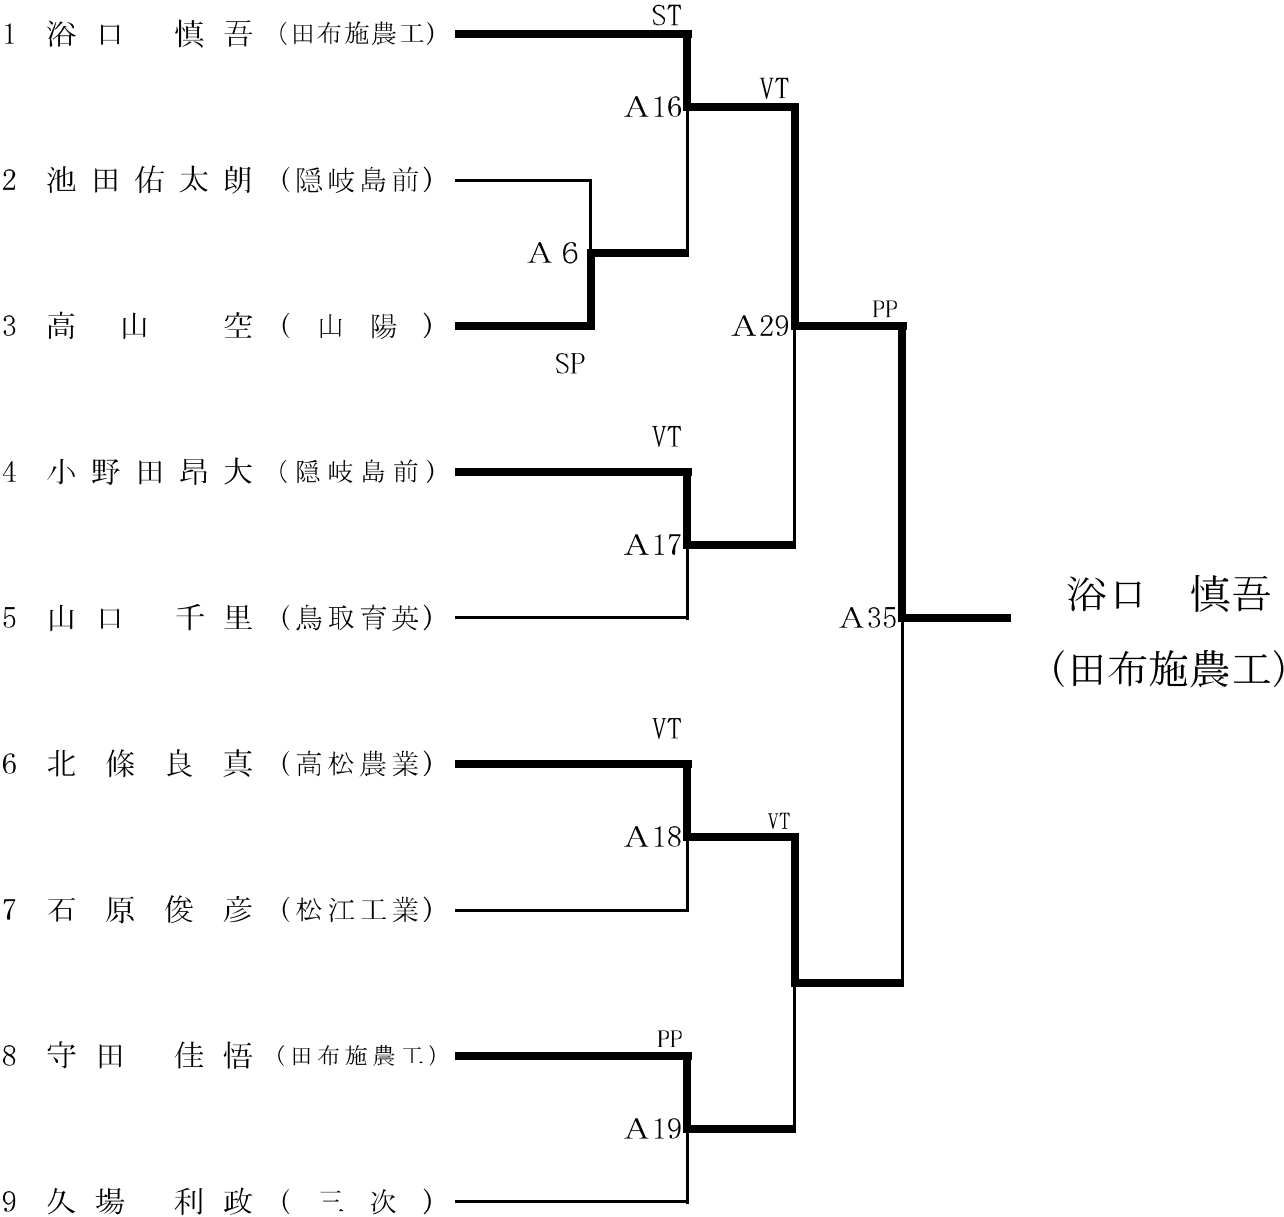 ST
1 浴口 慎吾 (田布施農工)
VT
A16
2 池田佑太朗 (隠岐島前)
A 6
PP
3 高山 空 (山陽)
A29
SP
VT
4 小野田昂大 (隠岐島前)
A17
浴口 慎吾
5 山口 千里 (鳥取育英)
A35
(田布施農工)
VT
6 北條良真 (高松農業)
VT
A18
7 石原俊彦 (松江工業)
PP
8 守田 佳悟 (田布施農工)
A19
9 久場 利政 (三次)